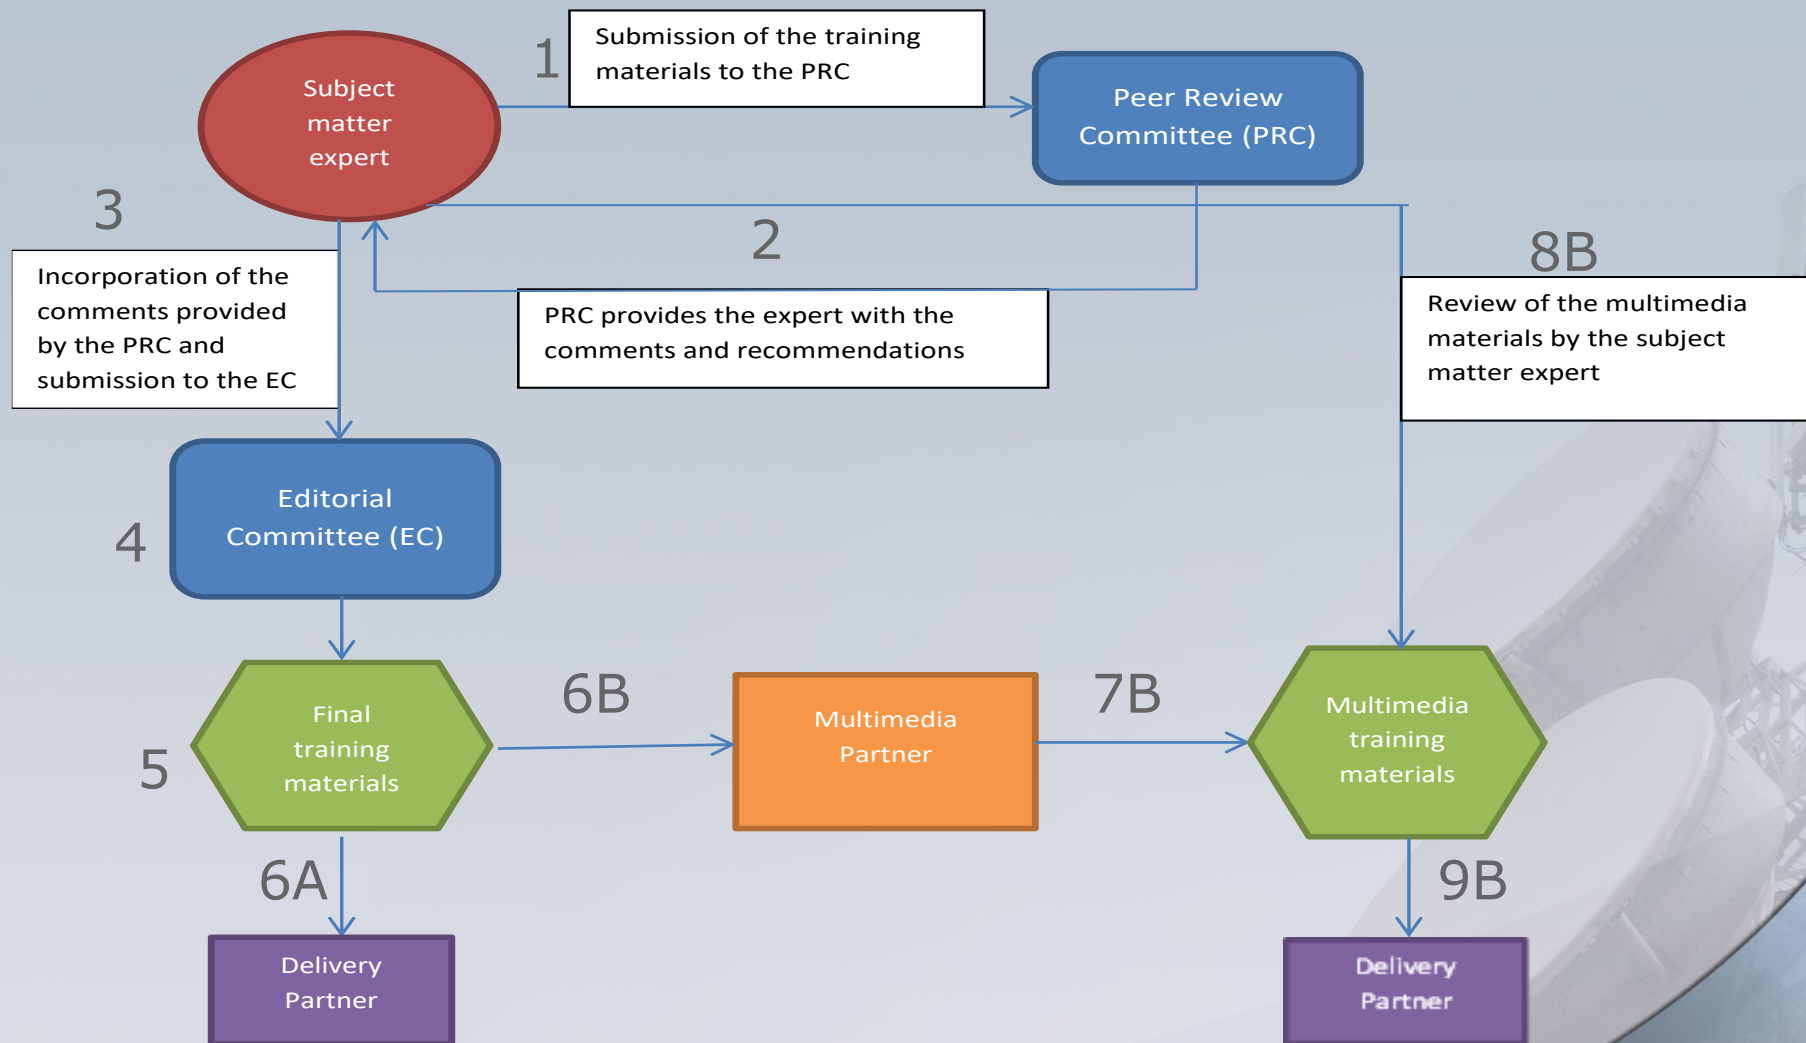 1
Submission of the training
materials to the PRC
Subject
matter
expert
Peer Review
Committee (PRC)
3
2
8B
Incorporation of the
comments provided
by the PRC and
submission to the EC
PRC provides the expert with the
comments and recommendations
Review of the multimedia
materials by the subject
matter expert
4
Editorial
Committee (EC)
5
Final
training
materials
6B
Multimedia
Partner
7B
Multimedia
training
materials
6A
9B
Delivery
Partner
Delivery
Partner